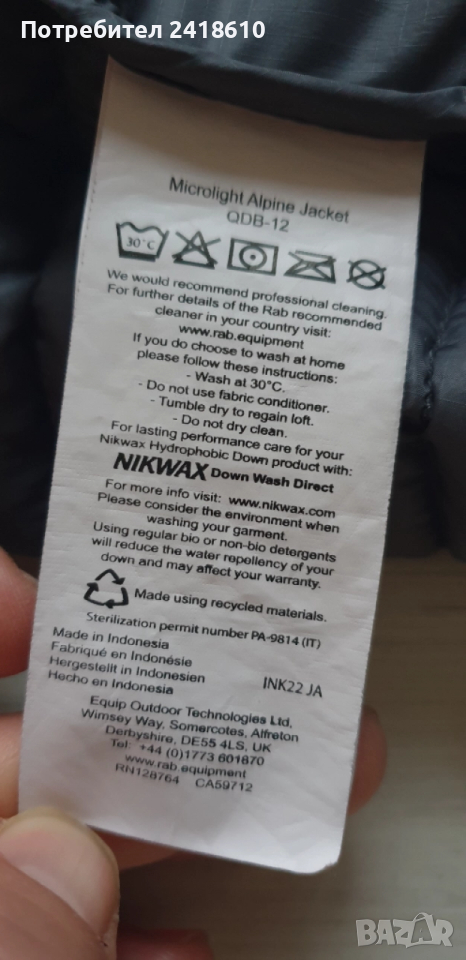 Потребител 2418610
Microlight Alpine Jacket
QDB-12
30°C
We would recommend professional cleaning.
For further details of the Rab recommended
cleaner in your country visit:
www.rab.equipment
If you do choose to wash at home
please follow these instructions:
- Wash at 30°C.
- Do not use fabric conditioner.
- Tumble dry to regain loft.
- Do not dry clean.
For lasting performance care for your
Nikwax Hydrophobic Down product with:
NIKWAX Down Wash Direct
For more info visit: www.nikwax.com
Please consider the environment when
washing your garment.
Using regular bio or non-bio detergents
will reduce the water repellency of your
down and may affect your warranty.
Made using recycled materials.
Sterilization permit number PA-9814 (IT)
Made in Indonesia
Fabriqué en Indonésie
Hergestellt in Indonesien
Hecho en Indonesia
INK22 JA
Equip Outdoor Technologies Ltd,
Wimsey Way, Somercotes, Alfreton
Derbyshire, DE55 4LS, UK
Tel: +44 (0)1773 601870
www.rab.equipment
RN128764 CA59712
BAZAR